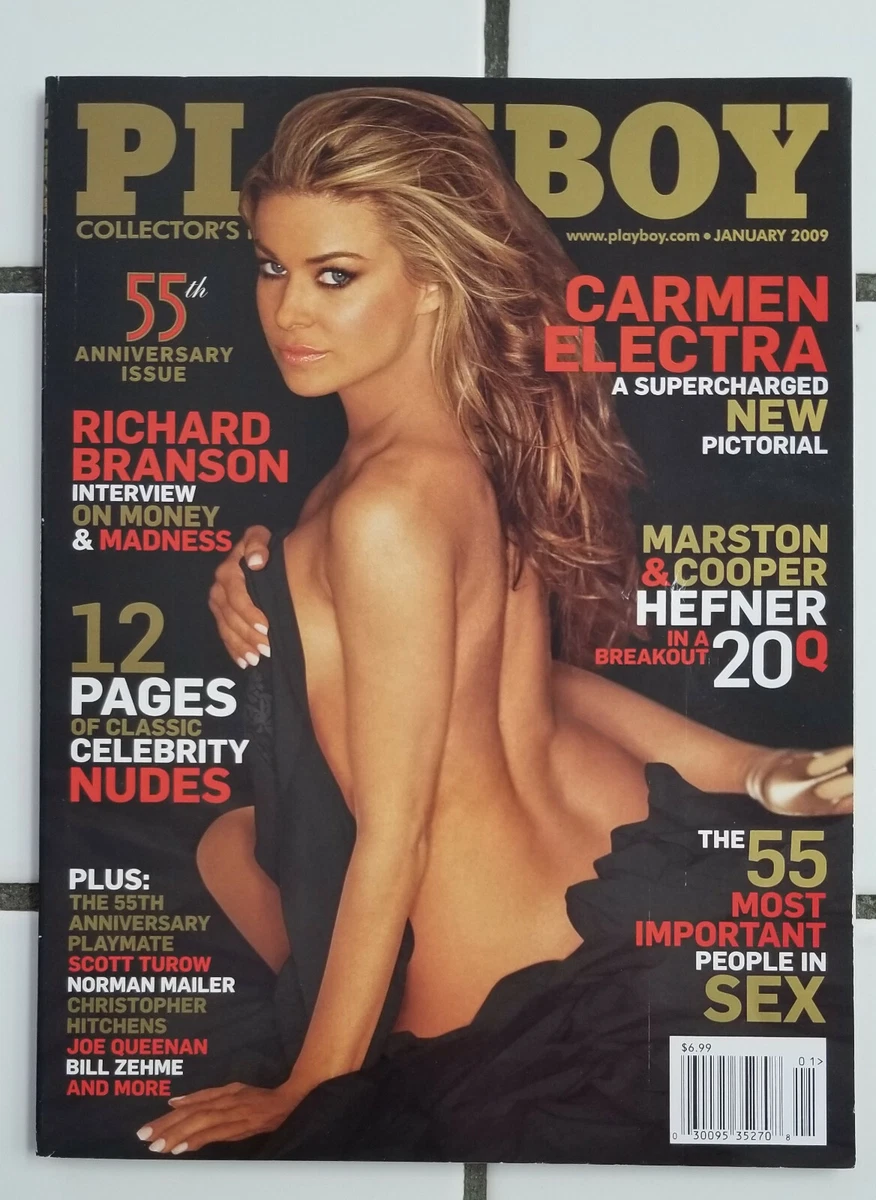 PL BOY
COLLECTOR'S
www.playboy.com • JANUARY 2009
55th
ANNIVERSARY
ISSUE
CARMEN
ELECTRA
A SUPERCHARGED
NEW
PICTORIAL
RICHARD
BRANSON
INTERVIEW
ON MONEY
& MADNESS
MARSTON
& COOPER
HEFNER
IN A
BREAKOUT 20Q
12
PAGES
OF CLASSIC
CELEBRITY
NUDES
THE 55
MOST
IMPORTANT
PEOPLE IN
SEX
PLUS:
THE 55TH
ANNIVERSARY
PLAYMATE
SCOTT TUROW
NORMAN MAILER
CHRISTOPHER
HITCHENS
JOE QUEENAN
BILL ZEHME
AND MORE
$6.99
01>
0 30095 35270 8